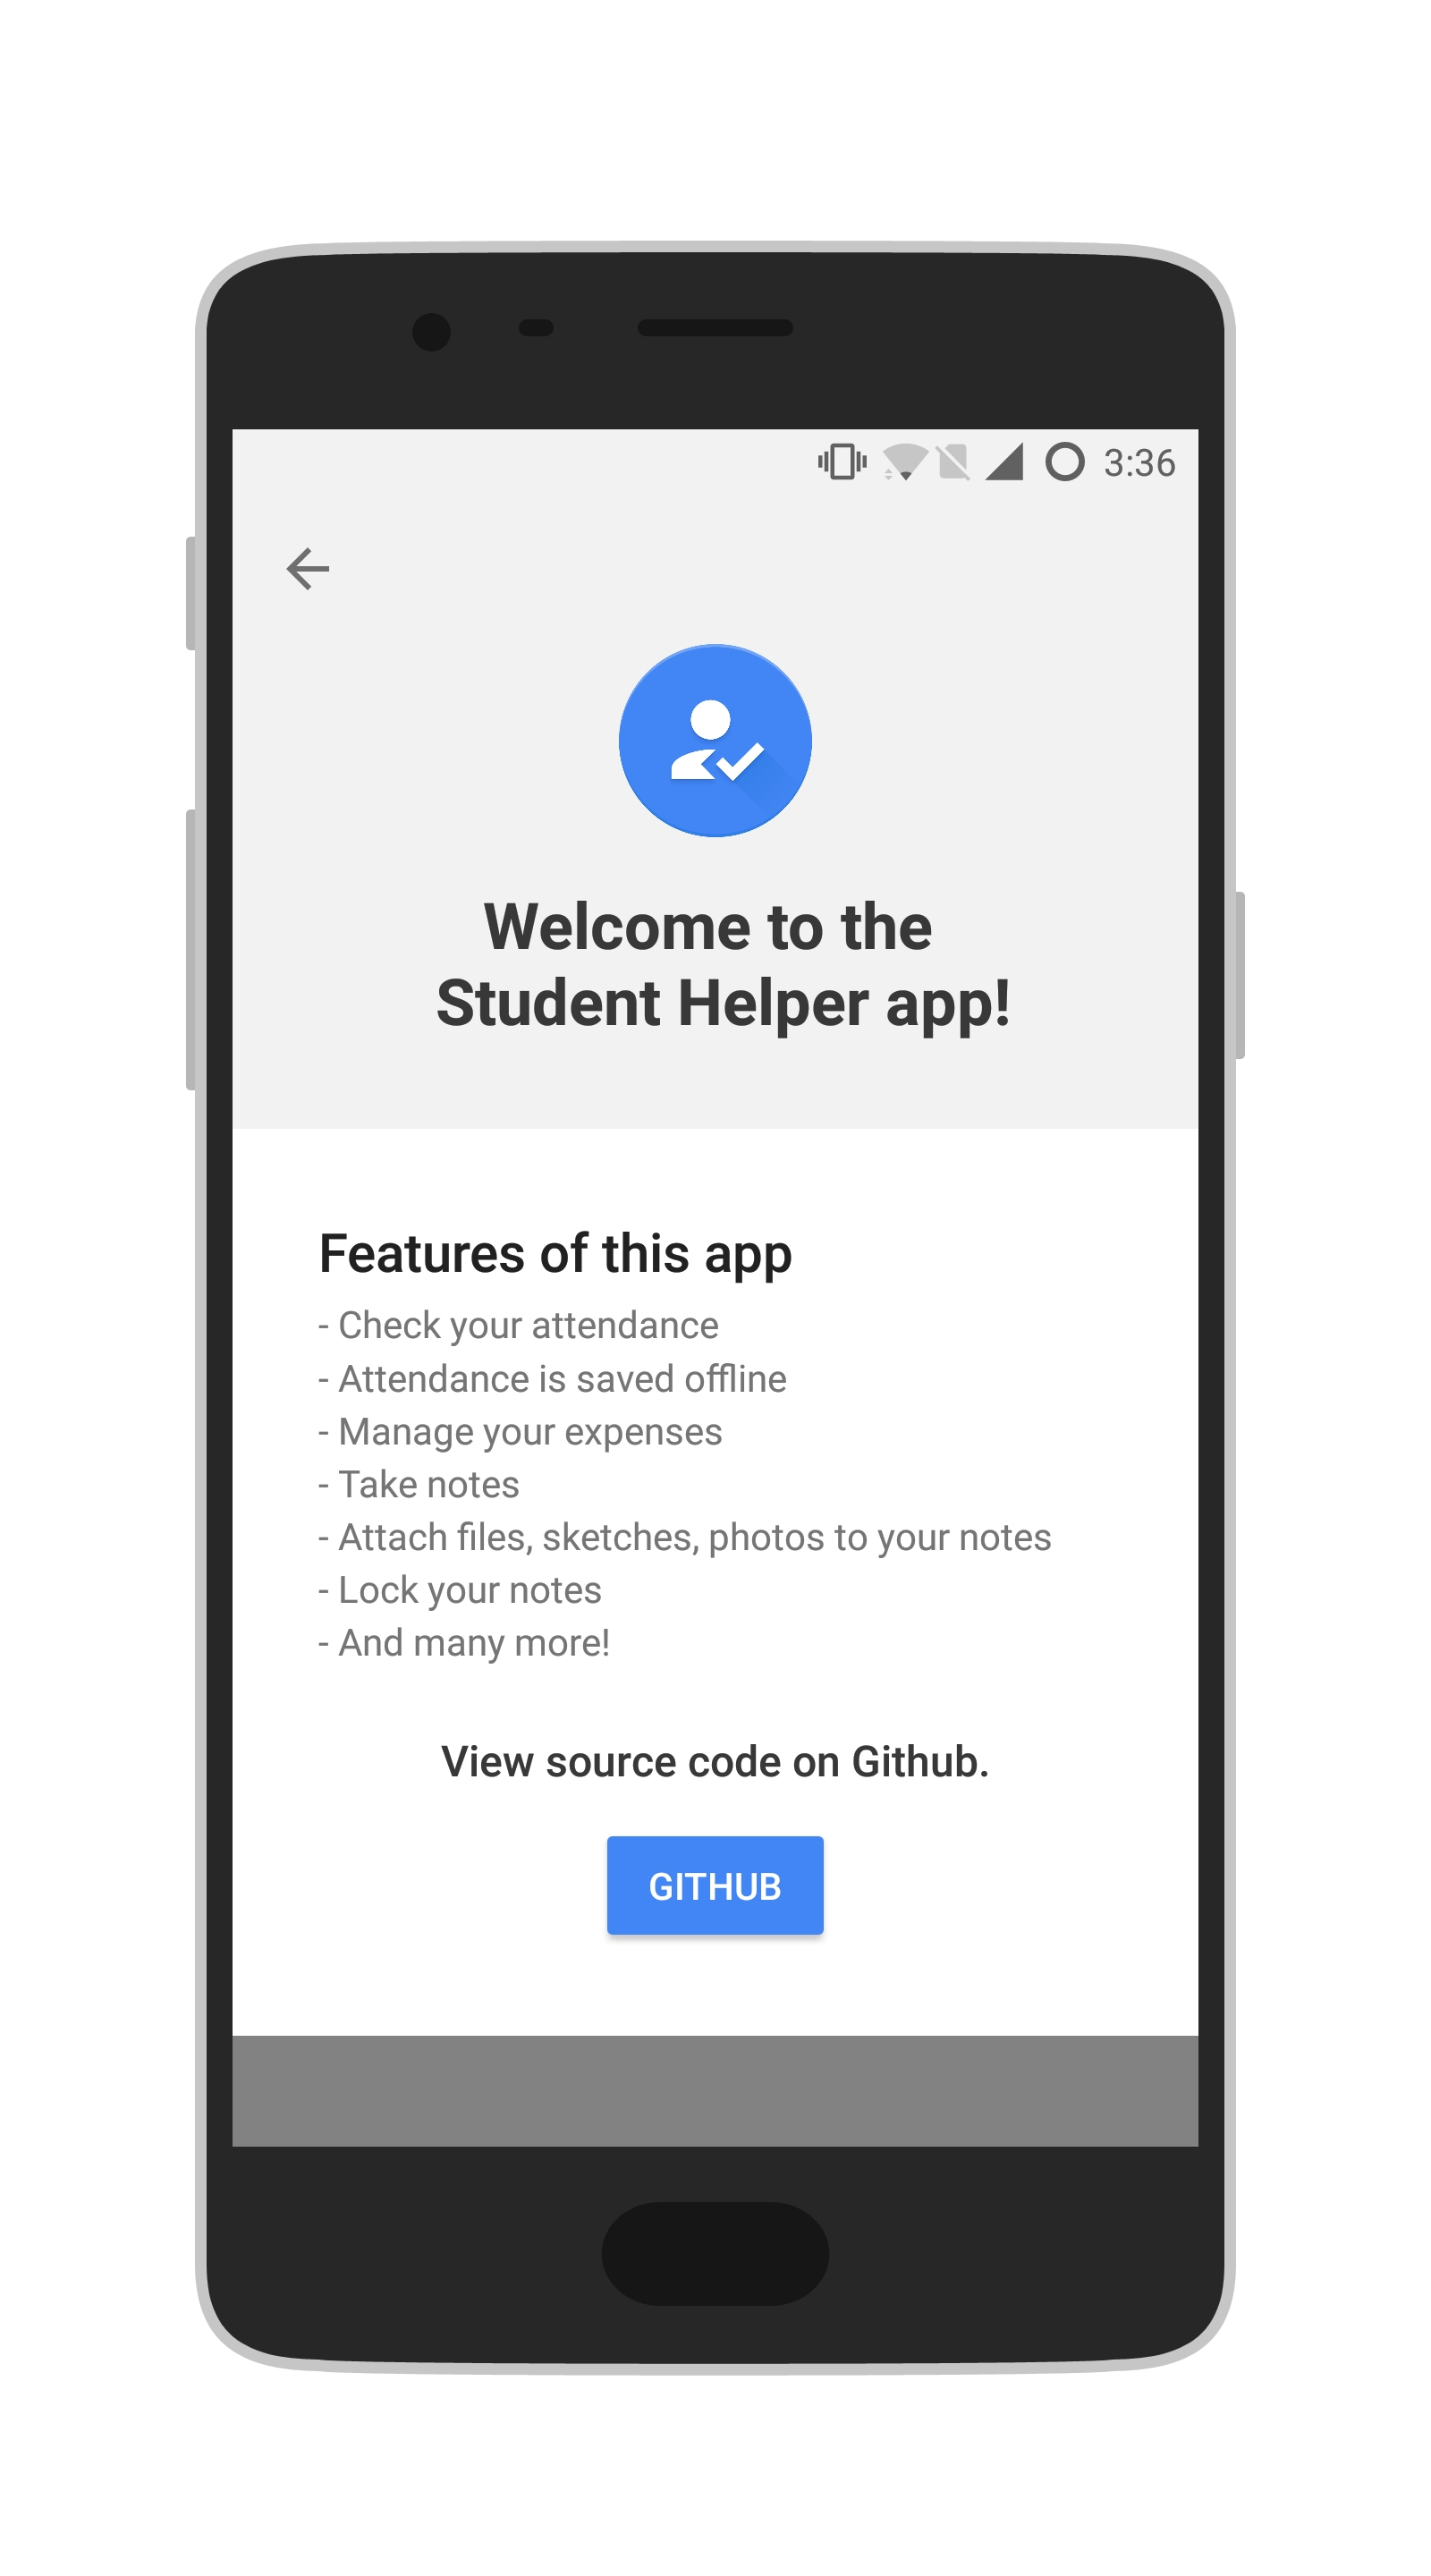 3:36
Welcome to the
Student Helper app!
Features of this app
- Check your attendance
- Attendance is saved offline
- Manage your expenses
- Take notes
- Attach files, sketches, photos to your notes
- Lock your notes
- And many more!
View source code on Github.
GITHUB